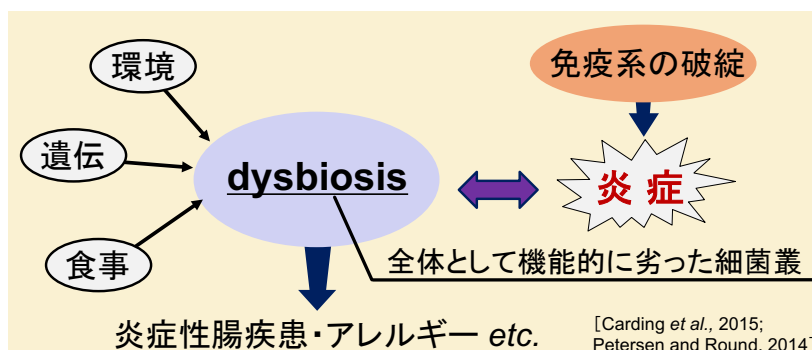 環境
免疫系の破綻
遺伝
dysbiosis
炎症
食事
全体として機能的に劣った細菌叢
炎症性腸疾患・アレルギー etc.
[Carding et al., 2015;
Petersen and Round, 2014]